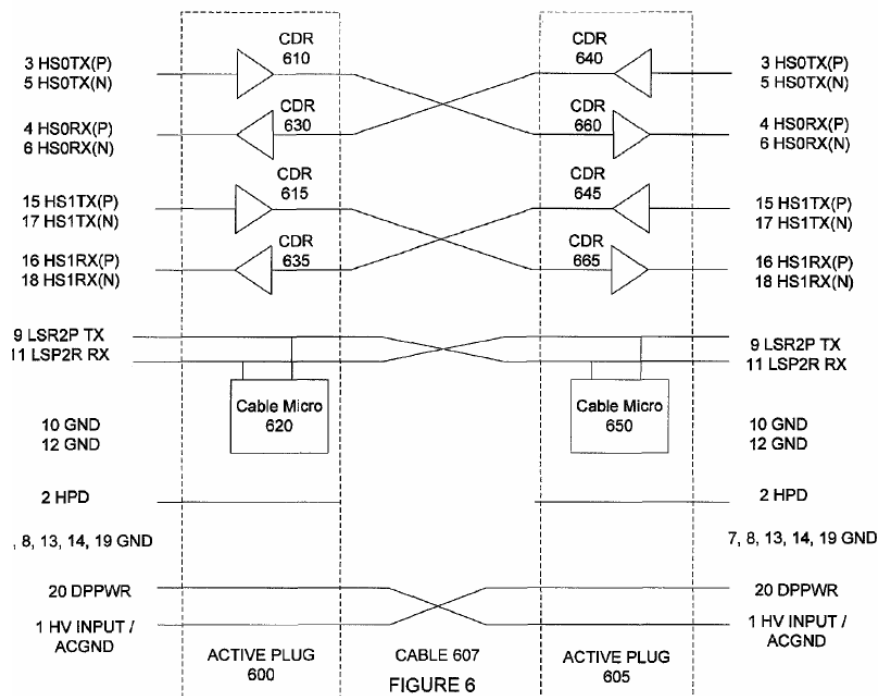 3 HS0TX(P)
5 HS0TX(N)
4 HS0RX(P)
6 HS0RX(N)
15 HS1TX(P)
17 HS1TX(N)
16 HS1RX(P)
18 HS1RX(N)
9 LSR2P TX
11 LSP2R RX
10 GND
12 GND
2 HPD
, 8, 13, 14, 19 GND
20 DPPWR
1 HV INPUT /
ACGND
CDR
610
CDR
630
CDR
615
CDR
635
Cable Micro
620
ACTIVE PLUG
600
CABLE 607
FIGURE 6
CDR
640
CDR
660
CDR
645
CDR
665
Cable Micro
650
ACTIVE PLUG
605
3 HS0TX(P)
5 HS0TX(N)
4 HS0RX(P)
6 HS0RX(N)
15 HS1TX(P)
17 HS1TX(N)
16 HS1RX(P)
18 HS1RX(N)
9 LSR2P TX
11 LSP2R RX
10 GND
12 GND
2 HPD
7, 8, 13, 14, 19 GND
20 DPPWR
1 HV INPUT /
ACGND